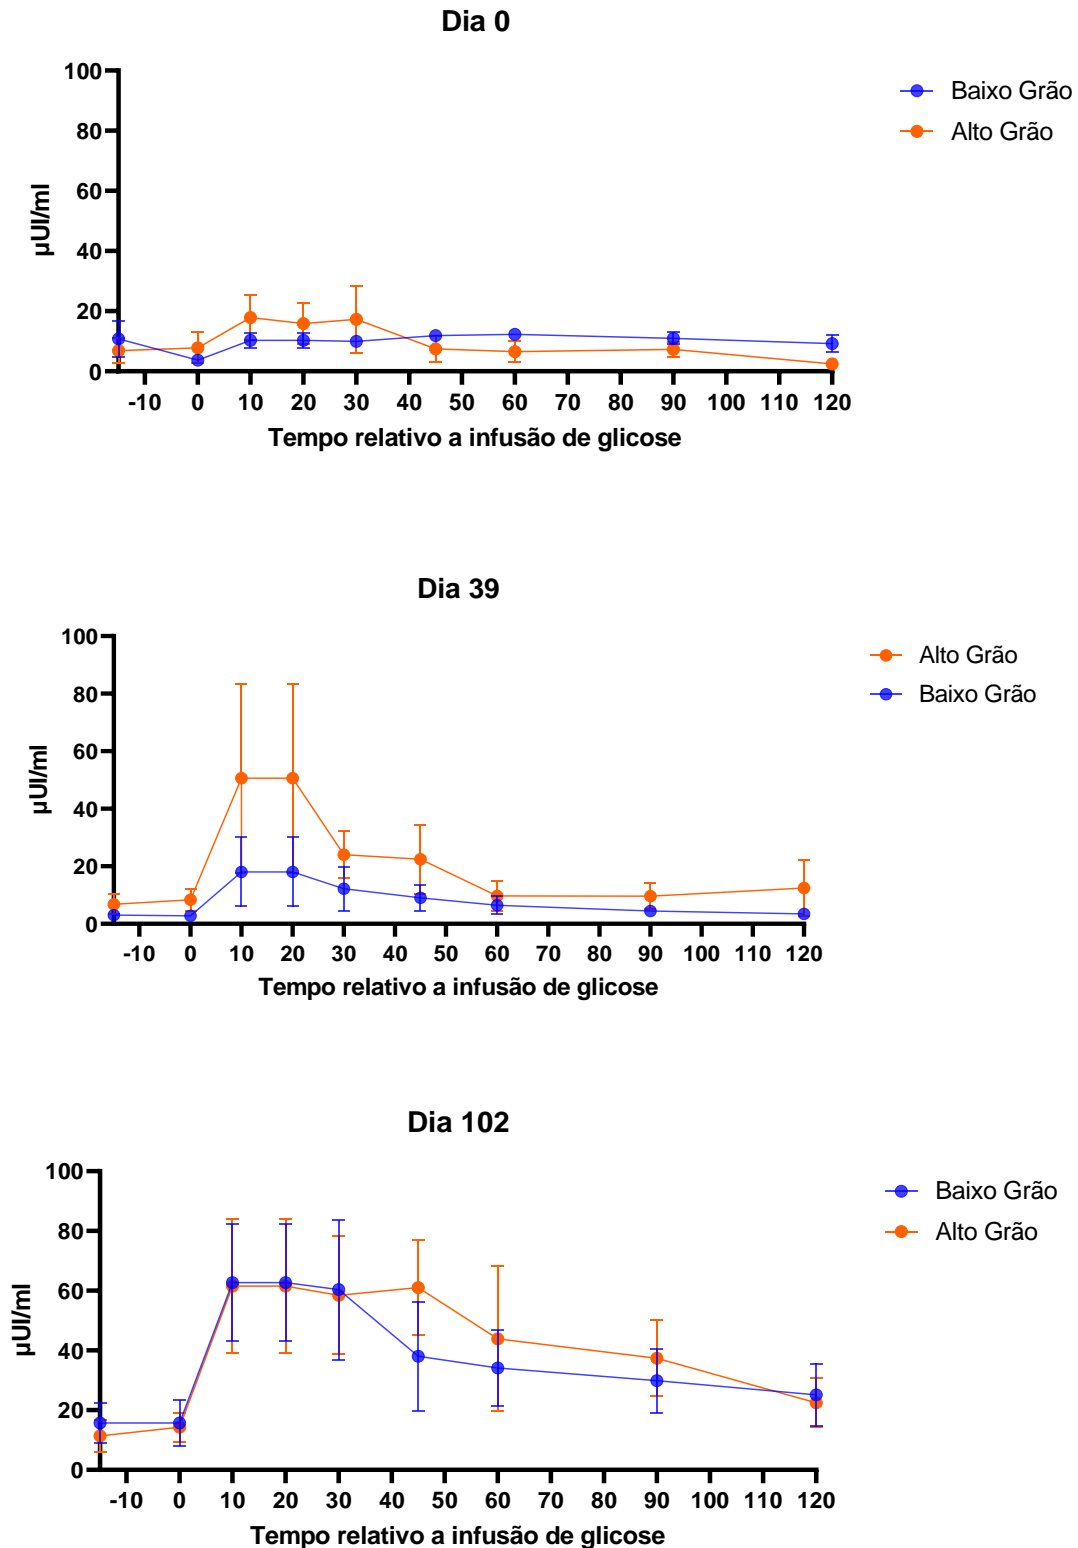 Dia 0
100
80
60
40
20
0
µUI/ml
-10 0 10 20 30 40 50 60 70 80 90 100 110 120
Tempo relativo a infusão de glicose
Baixo Grão
Alto Grão
Dia 39
100
80
60
40
20
0
µUI/ml
-10 0 10 20 30 40 50 60 70 80 90 100 110 120
Tempo relativo a infusão de glicose
Alto Grão
Baixo Grão
Dia 102
100
80
60
40
20
0
µUI/ml
-10 0 10 20 30 40 50 60 70 80 90 100 110 120
Tempo relativo a infusão de glicose
Baixo Grão
Alto Grão